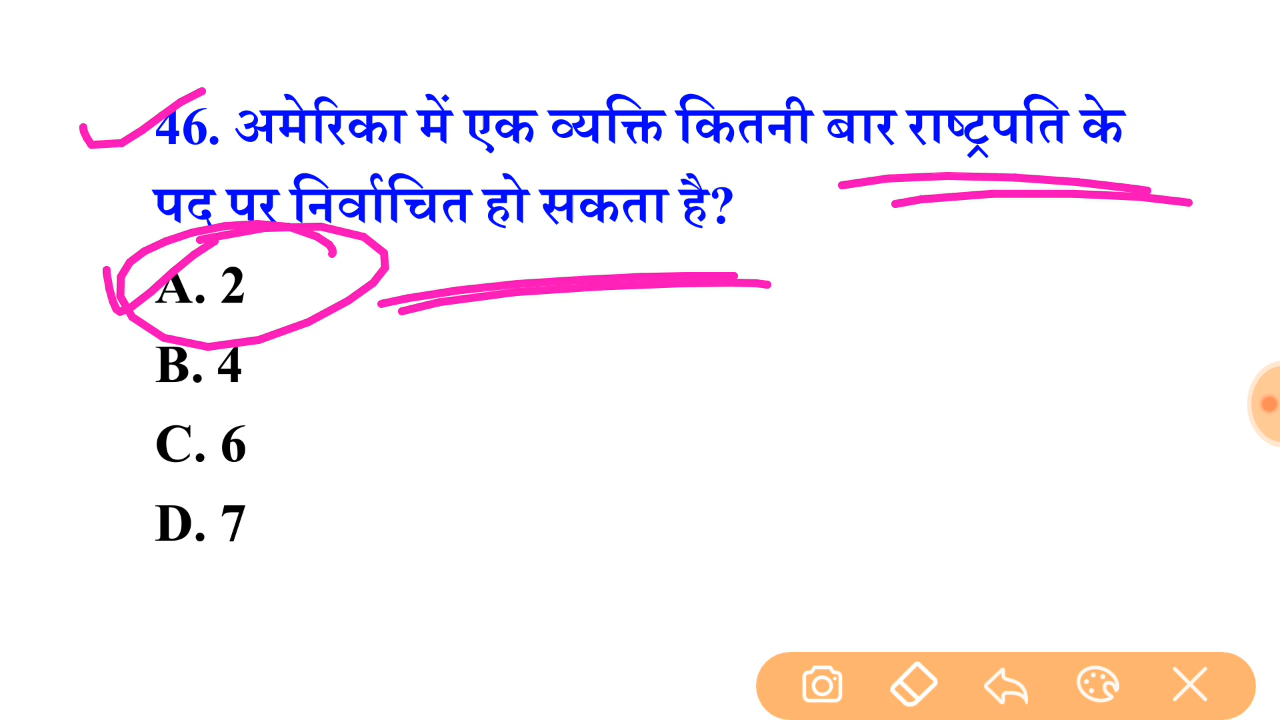 46. अमेरिका में एक व्यक्ति कितनी बार राष्ट्रपति के
पद पर निर्वाचित हो सकता है?
A. 2
B. 4
C. 6
D. 7